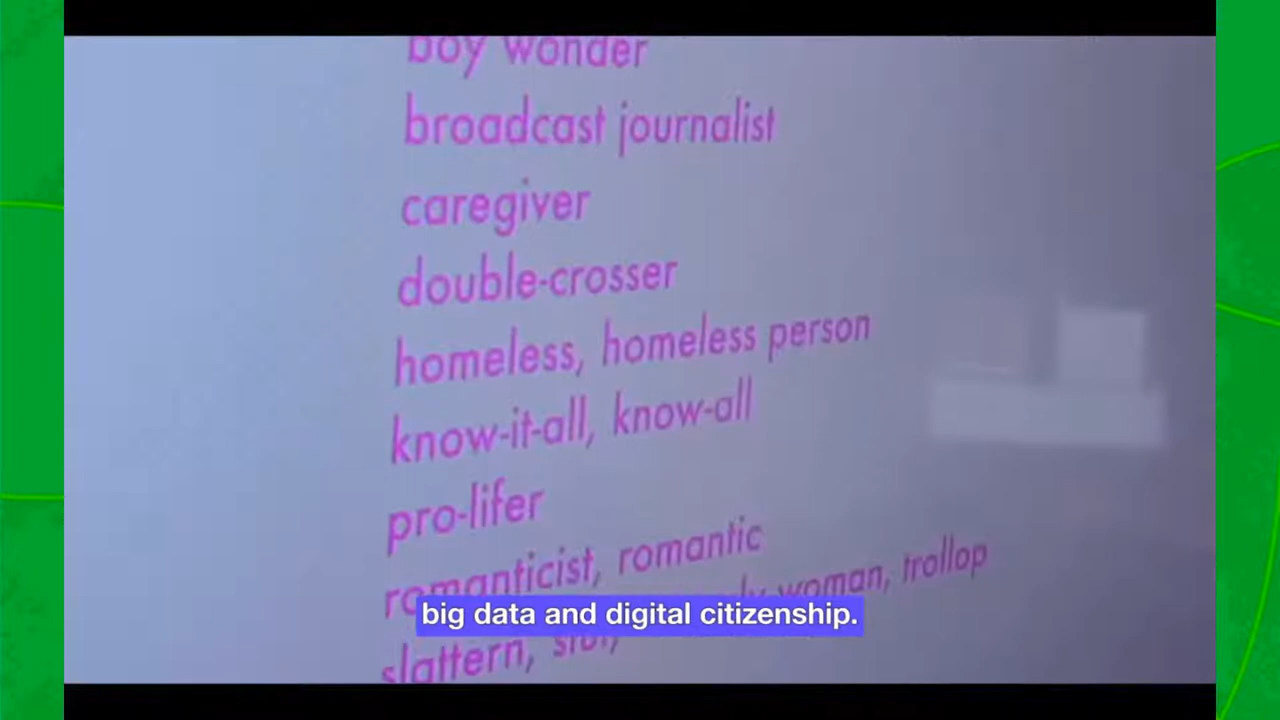 boy wonder
broadcast journalist
caregiver
double-crosser
homeless, homeless person
know-it-all, know-all
pro-lifer
romanticist, romantic
slattern, woman, trollop
big data and digital citizenship.